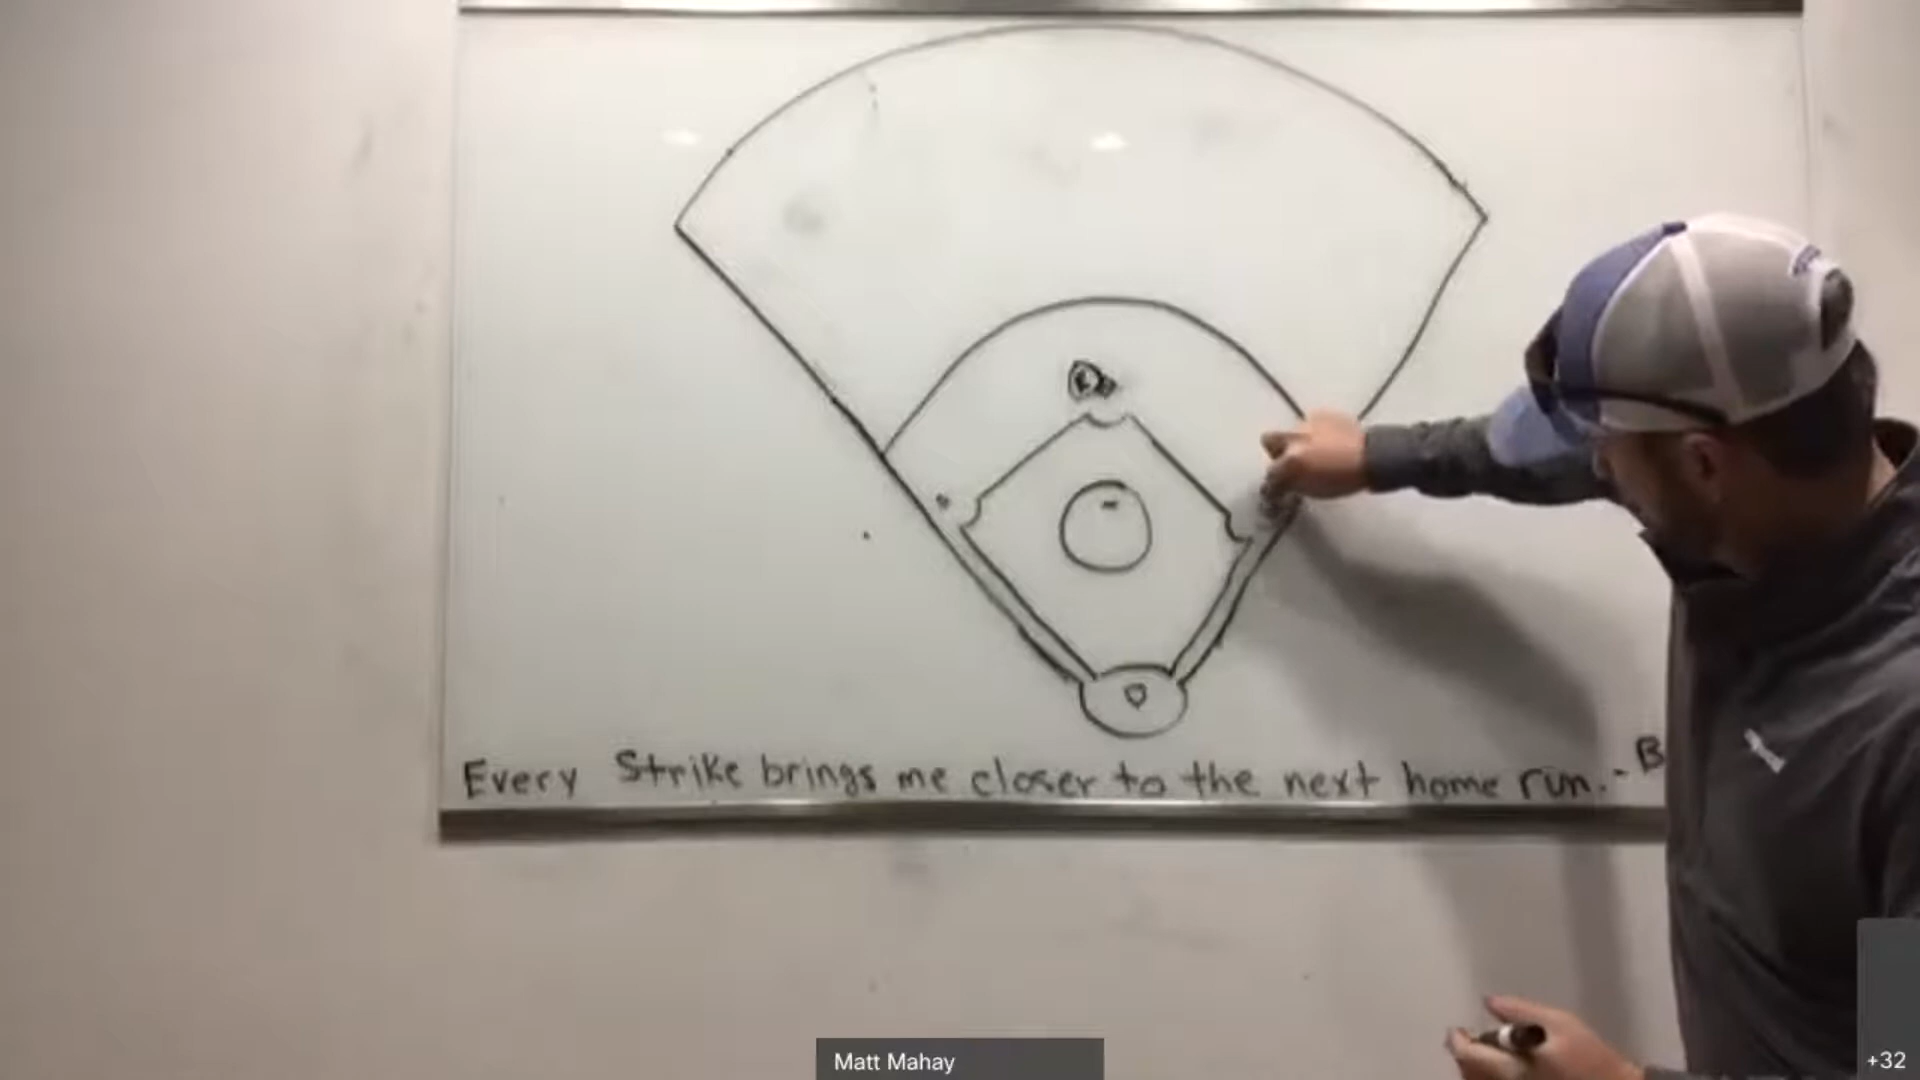 Every Strike brings me closer to the next home run. - B
Matt Mahay
+32